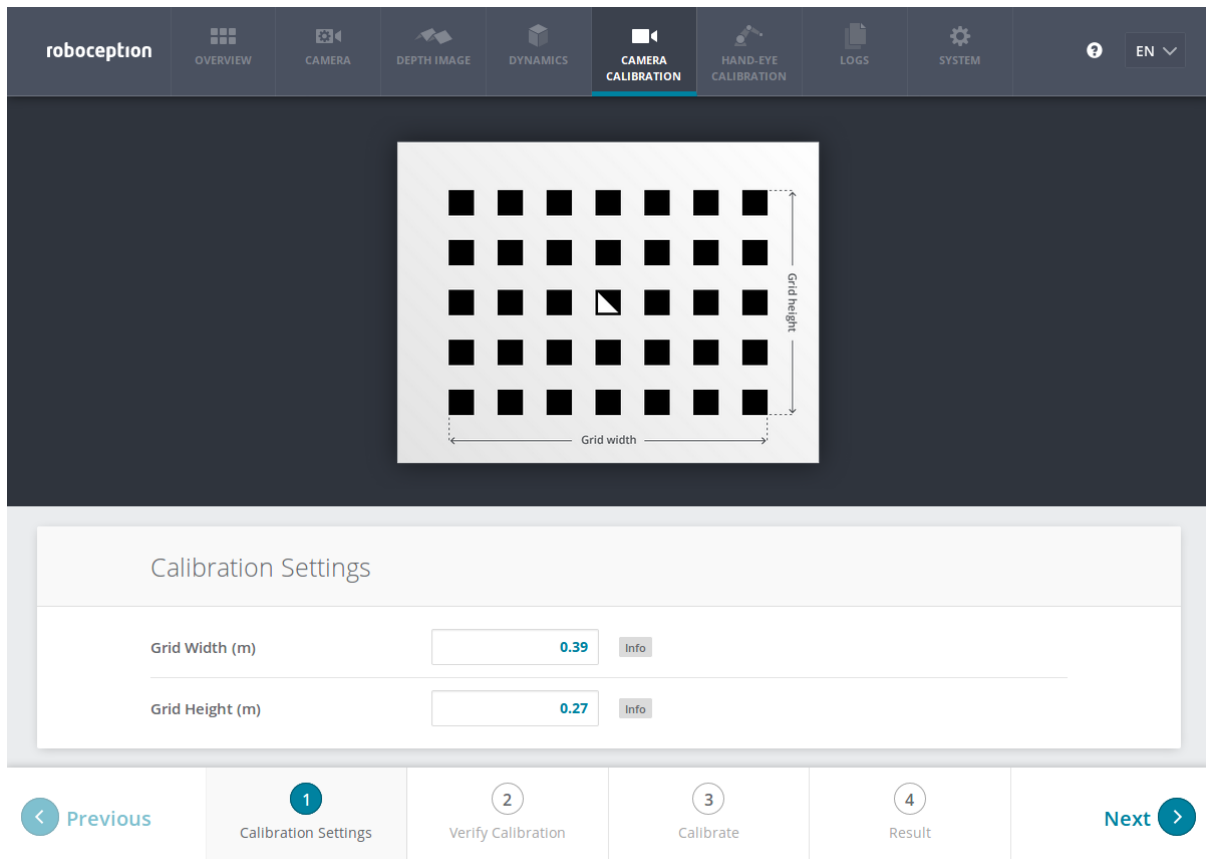 roboception
OVERVIEW
CAMERA
DEPTH IMAGE
DYNAMICS
CAMERA
CALIBRATION
HAND-EYE
CALIBRATION
LOGS
SYSTEM
?
EN
Grid height
Grid width
Calibration Settings
Grid Width (m)
0.39
Info
Grid Height (m)
0.27
Info
Previous
1
Calibration Settings
2
Verify Calibration
3
Calibrate
4
Result
Next